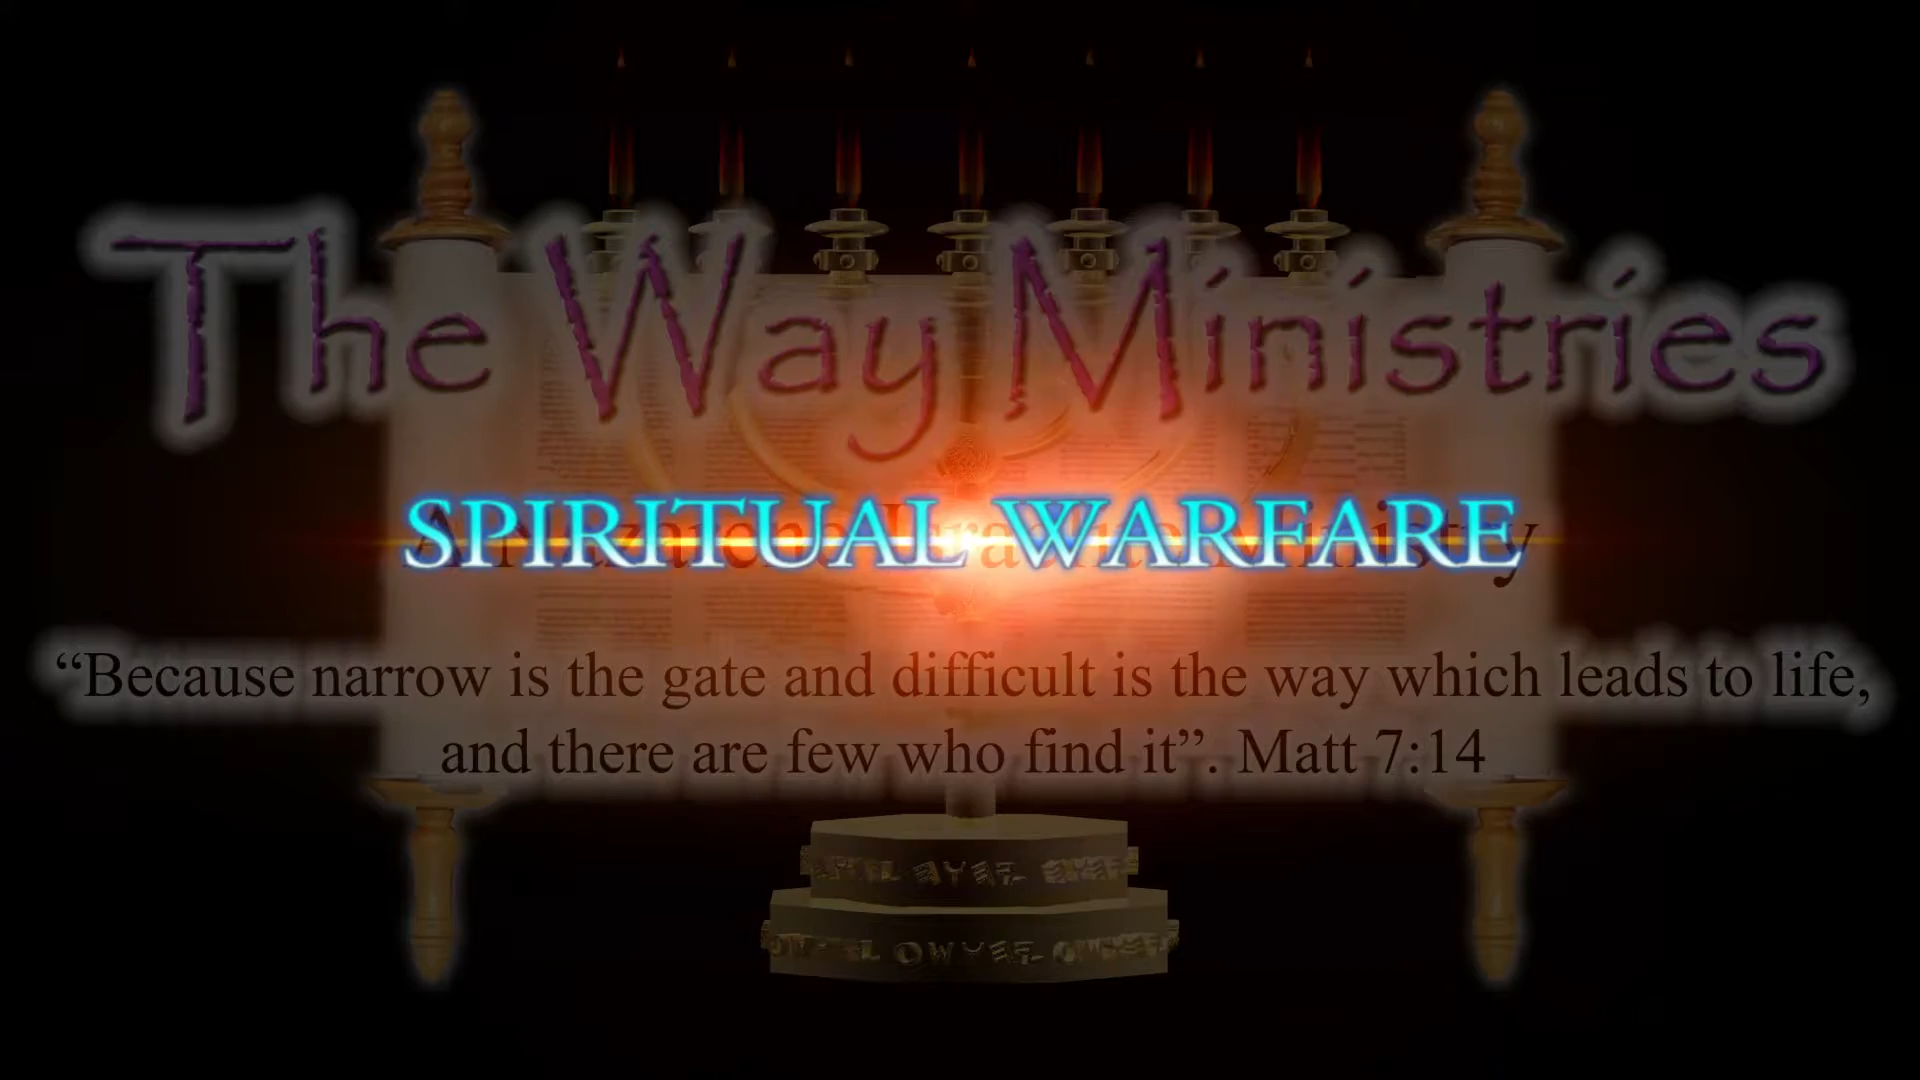 The Way Ministries
SPIRITUAL WARFARE
“Because narrow is the gate and difficult is the way which leads to life,
and there are few who find it”. Matt 7:14